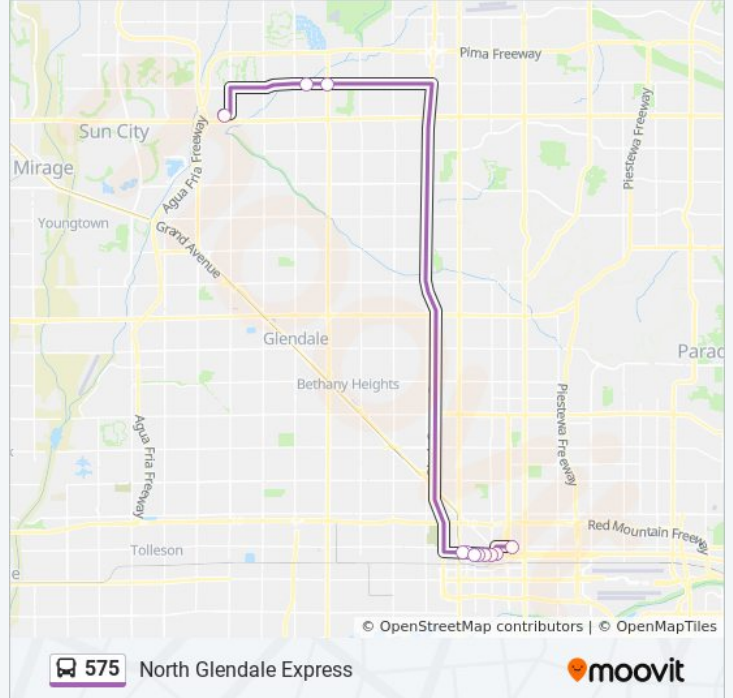 Pima Freeway
Sun City
Mirage
Agua Fria Freeway
Piestewa Freeway
Youngtown
Grand Avenue
Glendale
Parad
Bethany Heights
Piestewa Freeway
Agua Fria Freeway
Red Mountain Freeway
Tolleson
e
© OpenStreetMap contributors | © OpenMapTiles
575 North Glendale Express
moovit